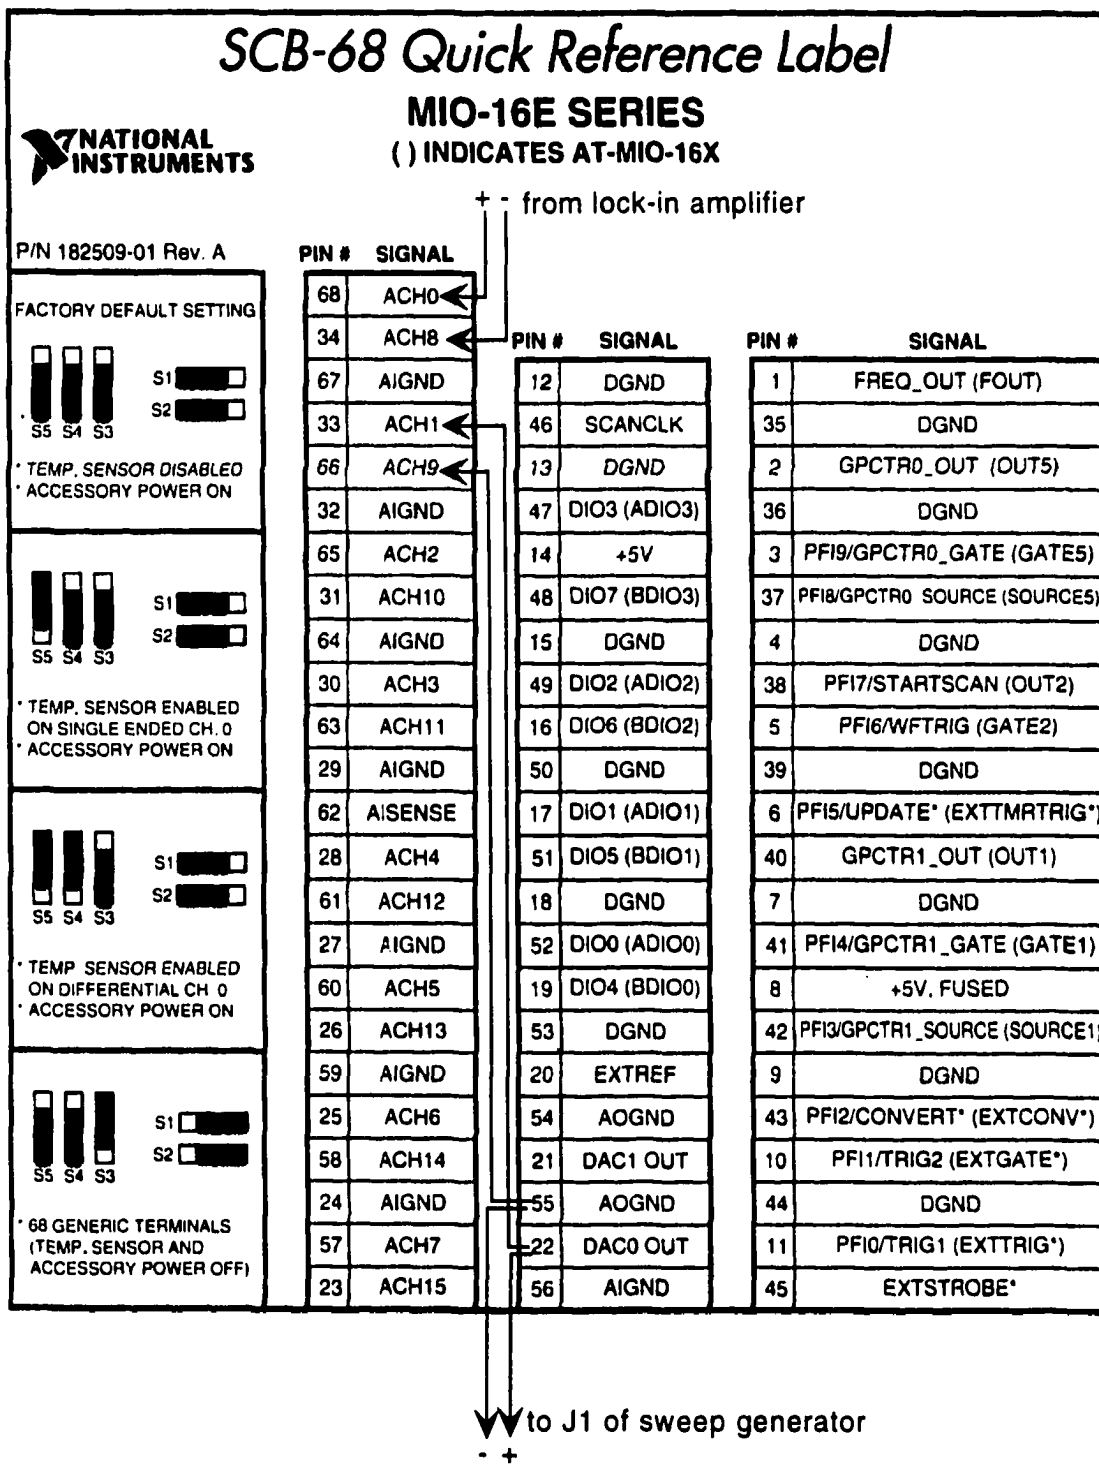 SCB-68 Quick Reference Label
MIO-16E SERIES
( ) INDICATES AT-MIO-16X
NATIONAL
INSTRUMENTS
+ - from lock-in amplifier
P/N 182509-01 Rev. A
FACTORY DEFAULT SETTING
S1
S2
S5 S4 S3
* TEMP. SENSOR DISABLED
* ACCESSORY POWER ON
S1
S2
S5 S4 S3
* TEMP. SENSOR ENABLED
ON SINGLE ENDED CH. 0
* ACCESSORY POWER ON
S1
S2
S5 S4 S3
* TEMP SENSOR ENABLED
ON DIFFERENTIAL CH 0
* ACCESSORY POWER ON
S1
S2
S5 S4 S3
* 68 GENERIC TERMINALS
(TEMP. SENSOR AND
ACCESSORY POWER OFF)
PIN # SIGNAL
68 ACH0
34 ACH8
67 AIGND
33 ACH1
66 ACH9
32 AIGND
65 ACH2
31 ACH10
64 AIGND
30 ACH3
63 ACH11
29 AIGND
62 AISENSE
28 ACH4
61 ACH12
27 AIGND
60 ACH5
26 ACH13
59 AIGND
25 ACH6
58 ACH14
24 AIGND
57 ACH7
23 ACH15
PIN # SIGNAL
12 DGND
46 SCANCLK
13 DGND
47 DIO3 (ADIO3)
14 +5V
48 DIO7 (BDIO3)
15 DGND
49 DIO2 (ADIO2)
16 DIO6 (BDIO2)
50 DGND
17 DIO1 (ADIO1)
51 DIO5 (BDIO1)
18 DGND
52 DIO0 (ADIO0)
19 DIO4 (BDIO0)
53 DGND
20 EXTREF
54 AOGND
21 DAC1 OUT
55 AOGND
22 DAC0 OUT
56 AIGND
PIN # SIGNAL
1 FREQ_OUT (FOUT)
35 DGND
2 GPCTR0_OUT (OUT5)
36 DGND
3 PFI9/GPCTR0_GATE (GATE5)
37 PFI8/GPCTR0 SOURCE (SOURCE5)
4 DGND
38 PFI7/STARTSCAN (OUT2)
5 PFI6/WFTRIG (GATE2)
39 DGND
6 PFI5/UPDATE* (EXTTMRTRIG*)
40 GPCTR1_OUT (OUT1)
7 DGND
41 PFI4/GPCTR1_GATE (GATE1)
8 +5V, FUSED
42 PFI3/GPCTR1_SOURCE (SOURCE1)
9 DGND
43 PFI2/CONVERT* (EXTCONV*)
10 PFI1/TRIG2 (EXTGATE*)
44 DGND
11 PFI0/TRIG1 (EXTTRIG*)
45 EXTSTROBE*
to J1 of sweep generator
- +